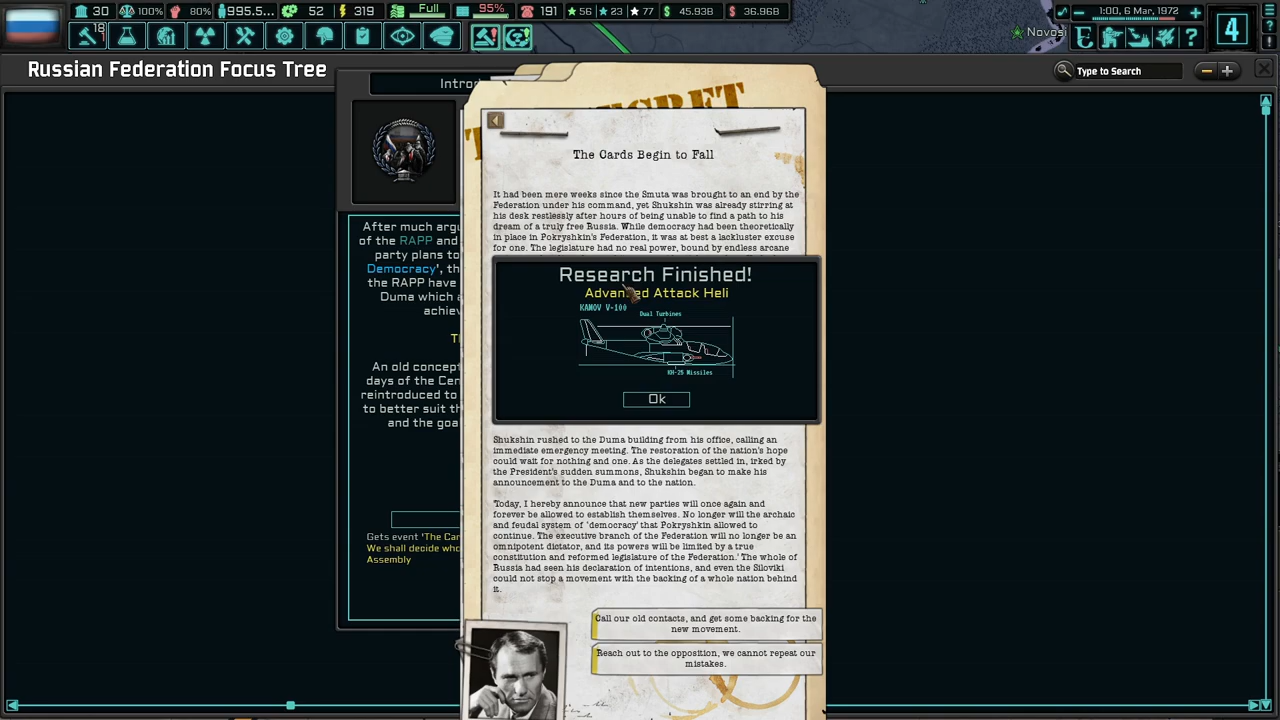 30 100% 80% 995.5... 52 319 Full 95% 191 56 23 77 45.93B 36.96B 1:00, 6 Mar, 1972
18
Novosi
4
Russian Federation Focus Tree
Type to Search
The Cards Begin to Fall
It had been mere weeks since the Smuta was brought to an end by the
Federation under his command, yet Shukshin was already stirring at
his desk restlessly after hours of being unable to find a path to his
dream of a truly free Russia. While democracy had been theoretically
in place in Pokryshkin's Federation, it was at best a lackluster excuse
for one. The legislature had no real power, bound by endless arcane
Research Finished!
Advanced Attack Heli
KAMOV V-100
Dual Turbines
KH-25 Missiles
Ok
After much argu
of the RAPP and
party plans to
Democracy', th
the RAPP have
Duma which a
achiev
An old concept
days of the Cen
reintroduced to
to better suit th
and the goa
Gets event 'The Car
We shall decide who
Assembly
Shukshin rushed to the Duma building from his office, calling an
immediate emergency meeting. The restoration of the nation's hope
could wait for nothing and one. As the delegates settled in, irked by
the President's sudden summons, Shukshin began to make his
announcement to the Duma and to the nation.
'Today, I hereby announce that new parties will once again and
forever be allowed to establish themselves. No longer will the archaic
and feudal system of 'democracy' that Pokryshkin allowed to
continue. The executive branch of the Federation will no longer be an
omnipotent dictator, and its powers will be limited by a true
constitution and reformed legislature of the Federation.' The whole of
Russia had seen his declaration of intentions, and even the Siloviki
could not stop a movement with the backing of a whole nation behind
it.
Call our old contacts, and get some backing for the
new movement.
Reach out to the opposition, we cannot repeat our
mistakes.